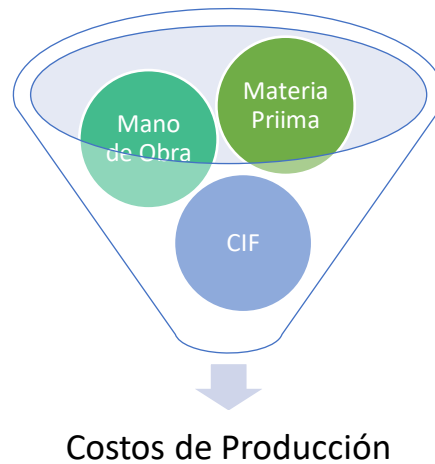 Materia
Priima
Mano
de Obra
CIF
Costos de Producción